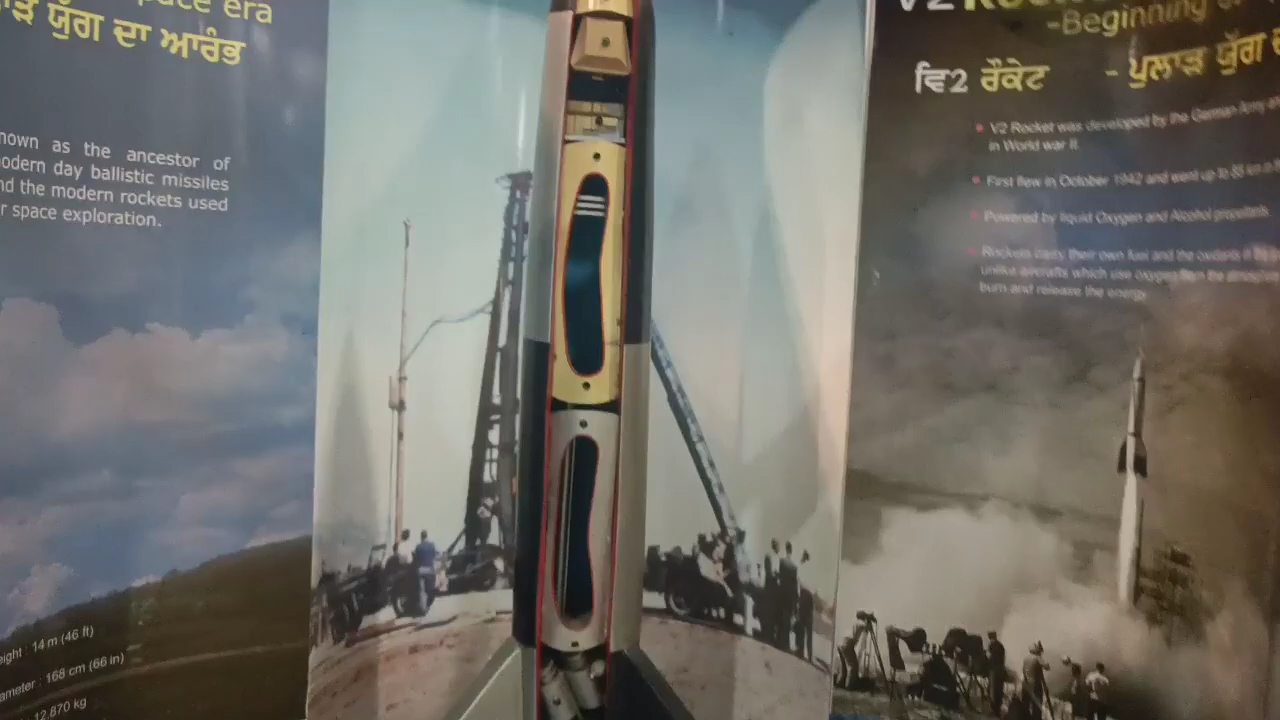 space era
ਯੁੱਗ ਦਾ ਆਰੰਭ
nown as the ancestor of
odern day ballistic missiles
nd the modern rockets used
r space exploration.
eight : 14 m (46 ft)
ameter : 168 cm (66 in)
12,870 kg
V2
-Beginning
ਵਿ2 ਰੌਕੇਟ - ਪੁਲਾੜ ਯੁੱਗ
V2 Rocket was developed by the German Army
in World war II.
First flew in October 1942 and went up to
Powered by liquid Oxygen and Alcohol propellants.
Rockets carry their own fuel and the oxidants
unlike aircrafts which use oxygen from the
burn and release the energy